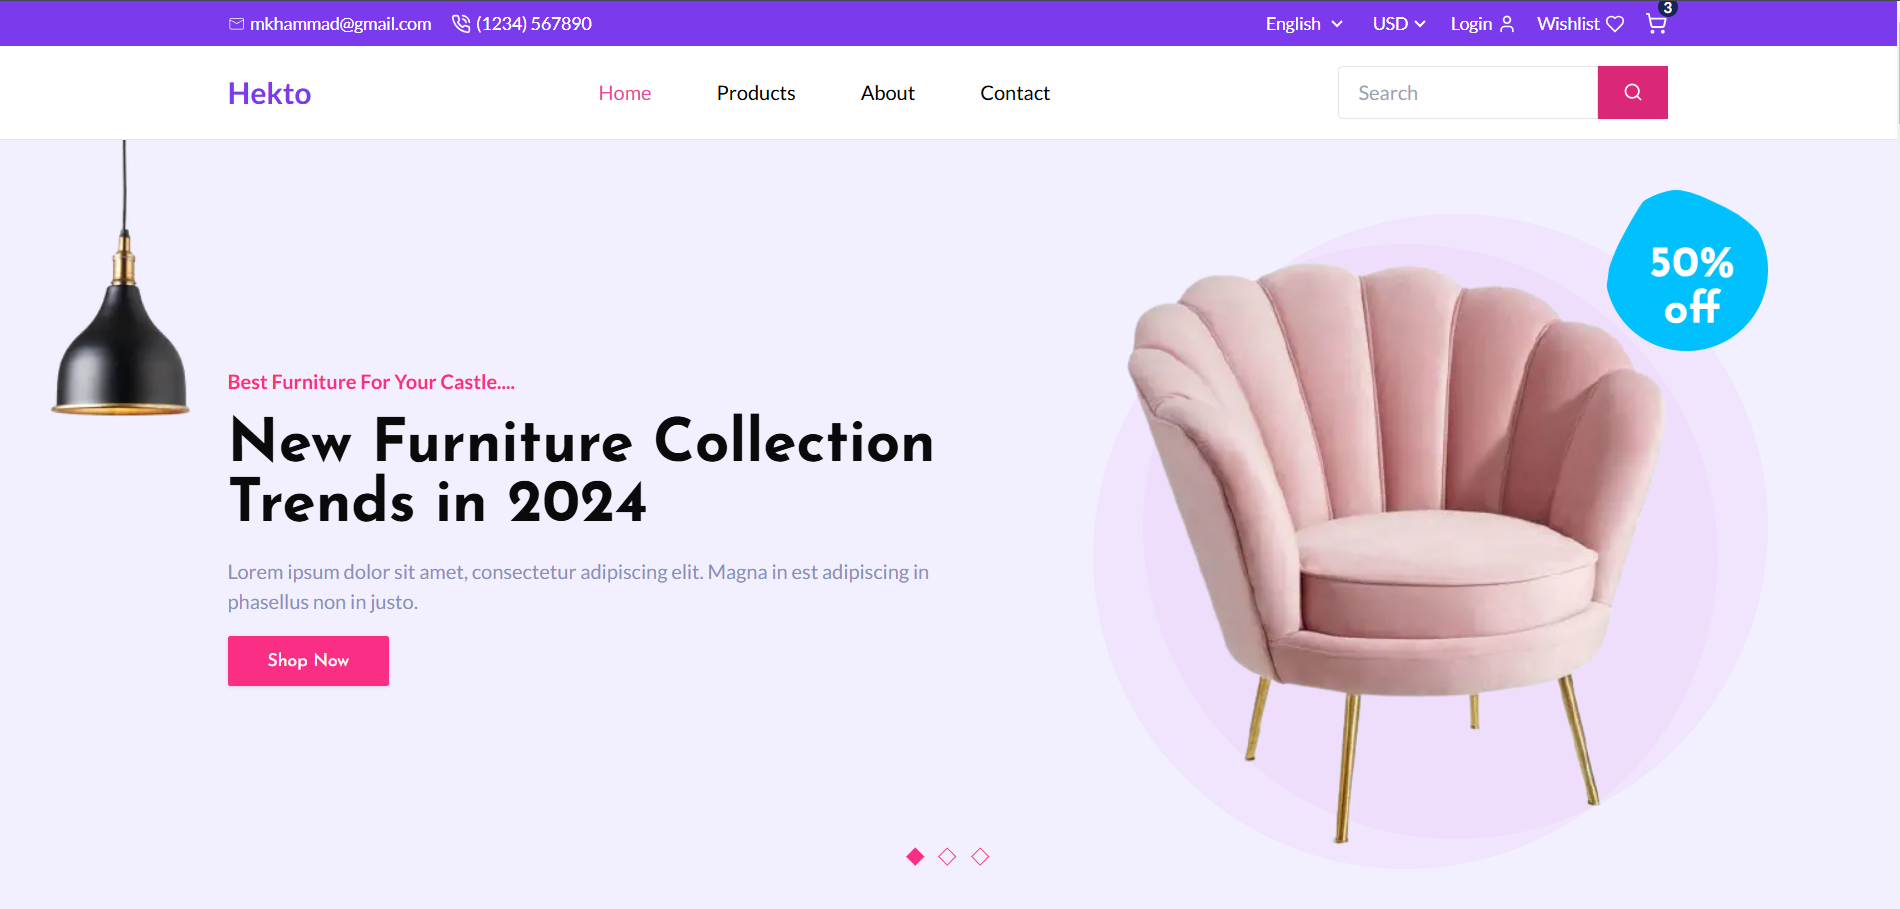 mkhammad@gmail.com (1234) 567890 English USD Login Wishlist 3
Hekto Home Products About Contact Search
50%
off
Best Furniture For Your Castle....
New Furniture Collection
Trends in 2024
Lorem ipsum dolor sit amet, consectetur adipiscing elit. Magna in est adipiscing in
phasellus non in justo.
Shop Now